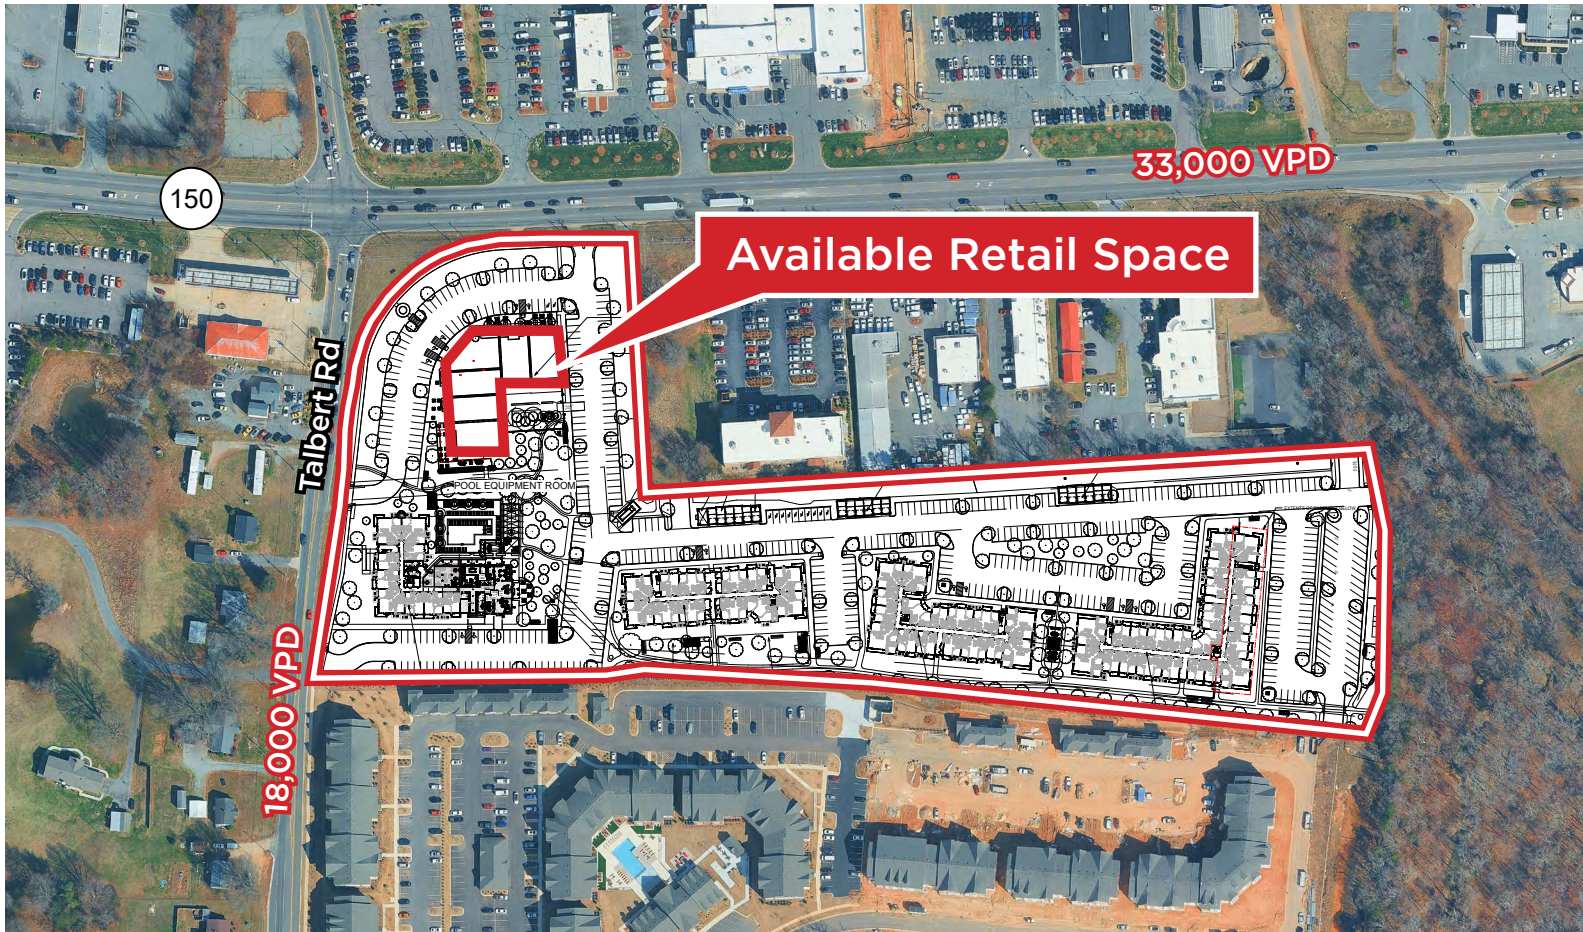 33,000 VPD
150
Available Retail Space
Talbert Rd
POOL EQUIPMENT ROOM
18,000 VPD